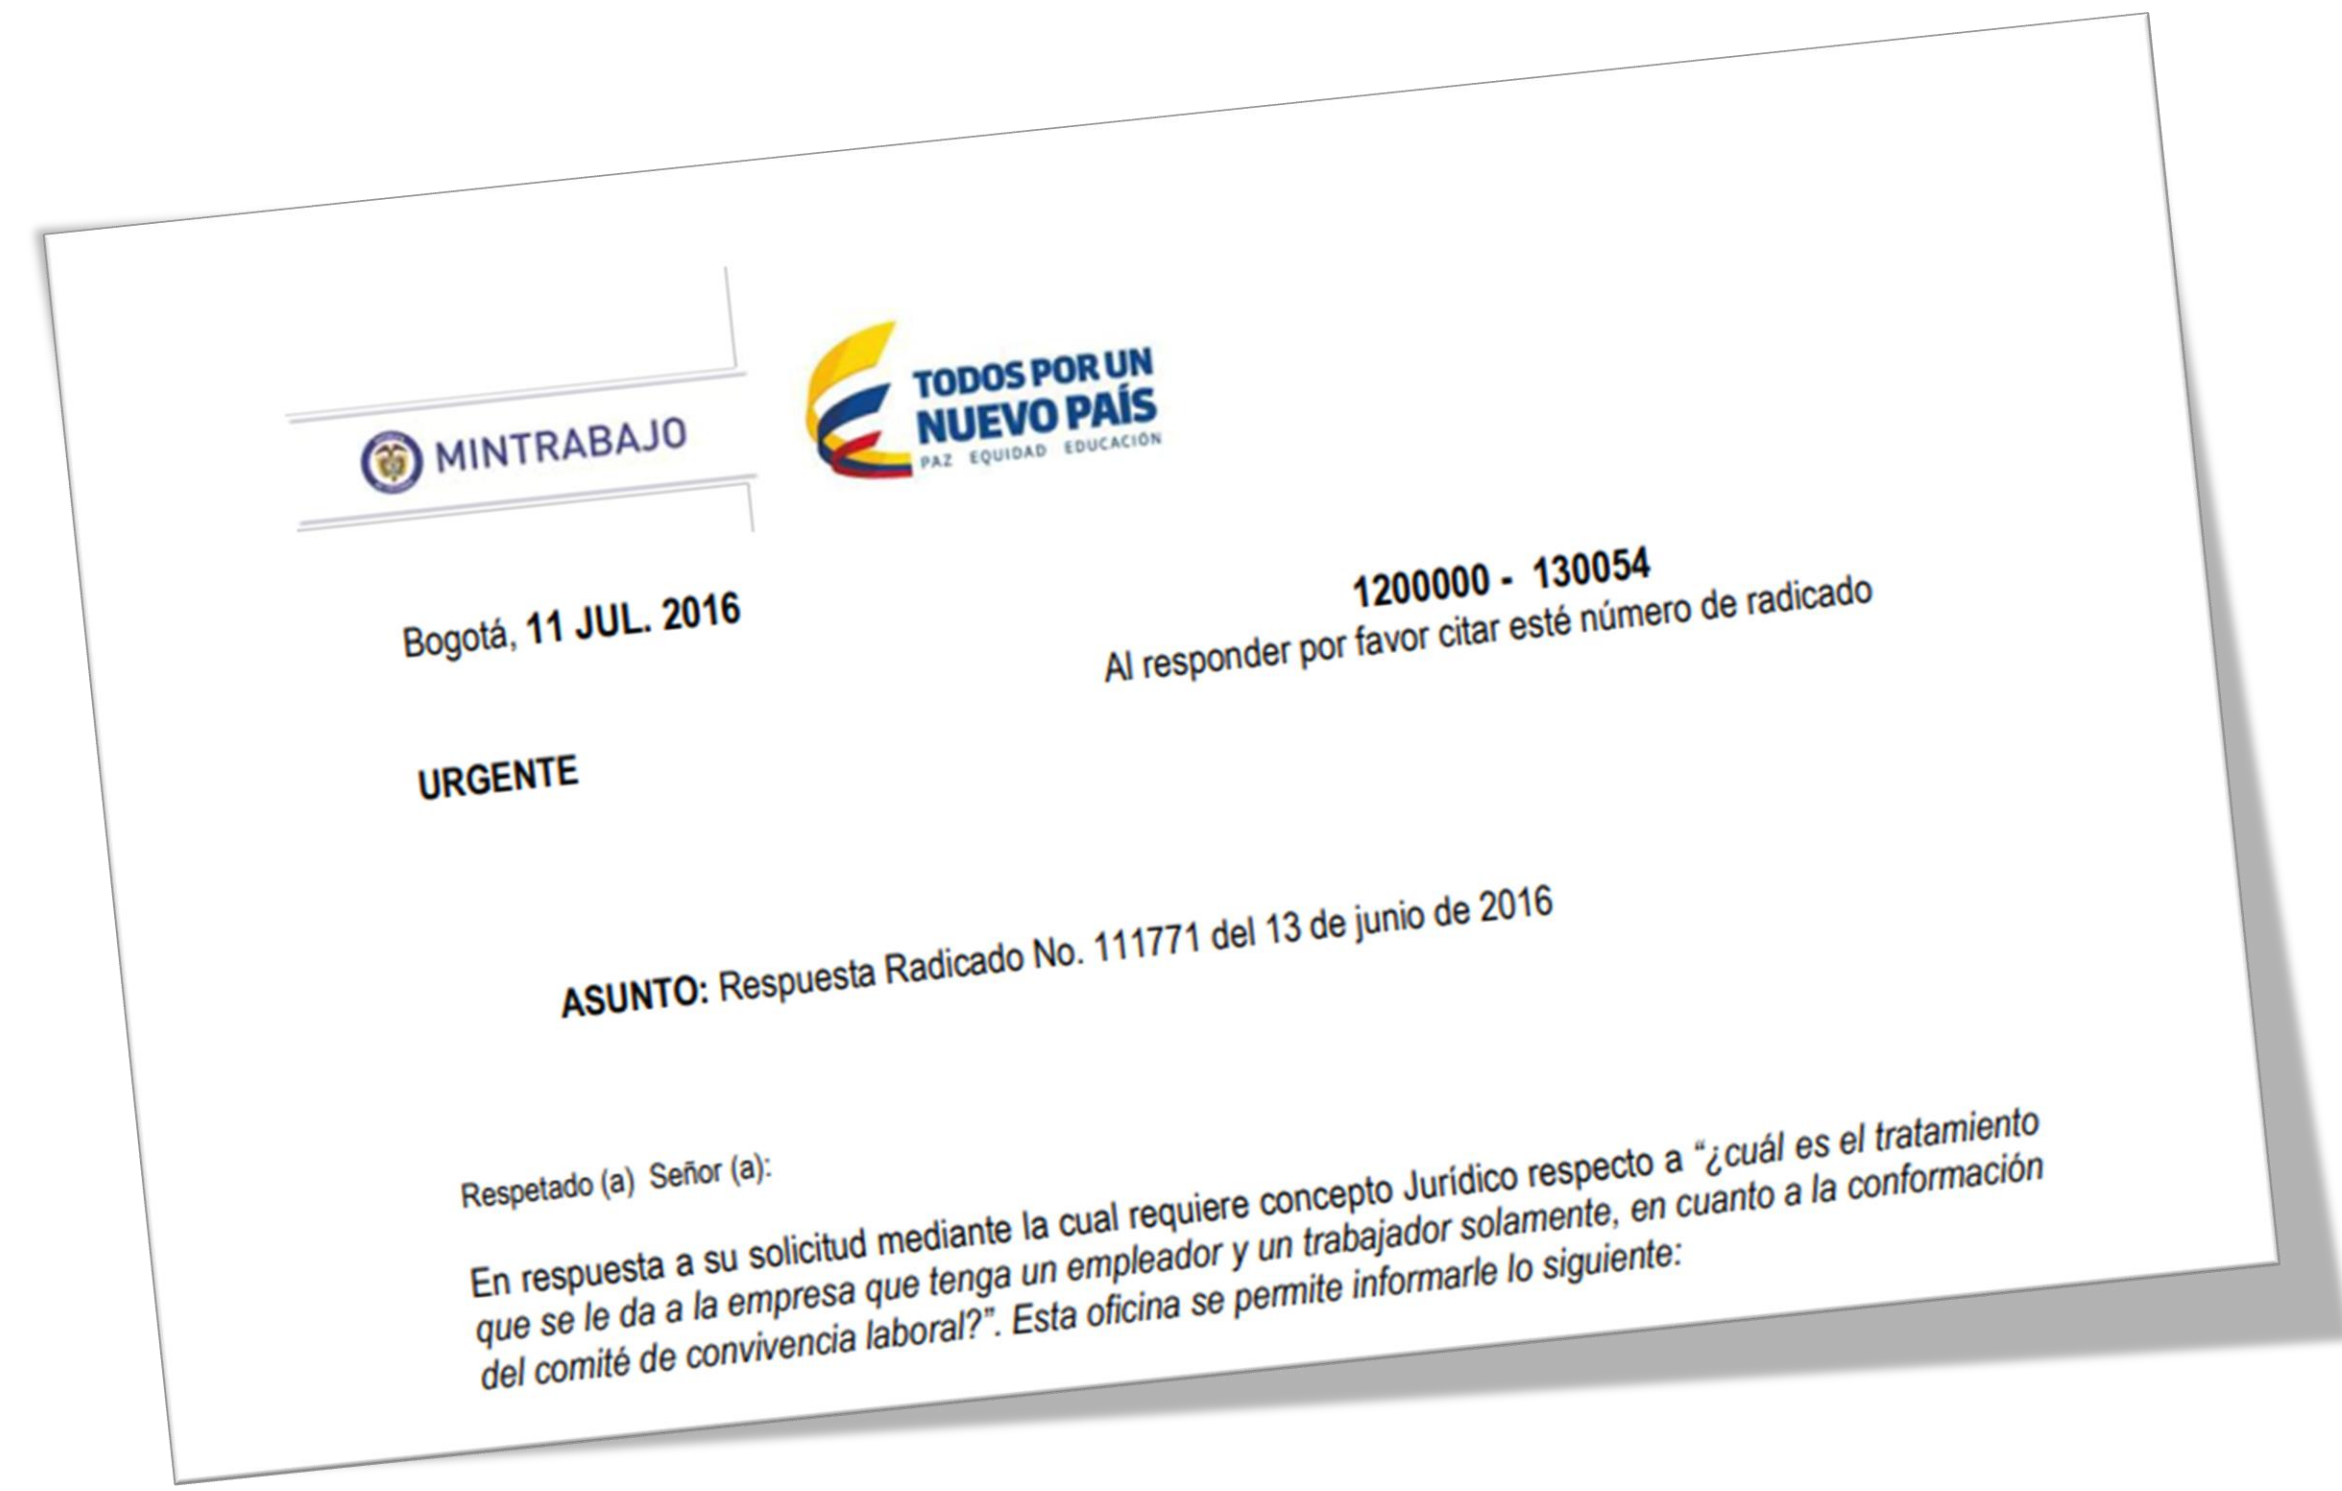 MINTRABAJO
TODOS POR UN
NUEVO PAÍS
PAZ EQUIDAD EDUCACIÓN
1200000 - 130054
Al responder por favor citar esté número de radicado
Bogotá, 11 JUL. 2016
URGENTE
ASUNTO: Respuesta Radicado No. 111771 del 13 de junio de 2016
Respetado (a) Señor (a):
En respuesta a su solicitud mediante la cual requiere concepto Jurídico respecto a “¿cuál es el tratamiento
que se le da a la empresa que tenga un empleador y un trabajador solamente, en cuanto a la conformación
del comité de convivencia laboral?”. Esta oficina se permite informarle lo siguiente: